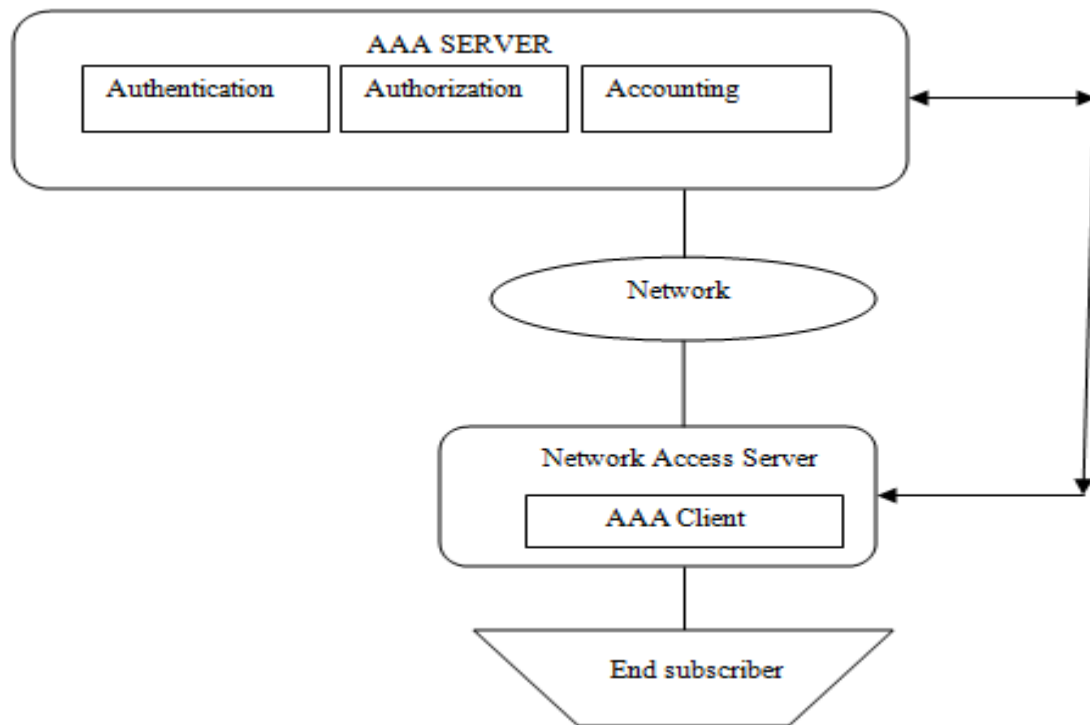 AAA SERVER
Authentication
Authorization
Accounting
Network
Network Access Server
AAA Client
End subscriber